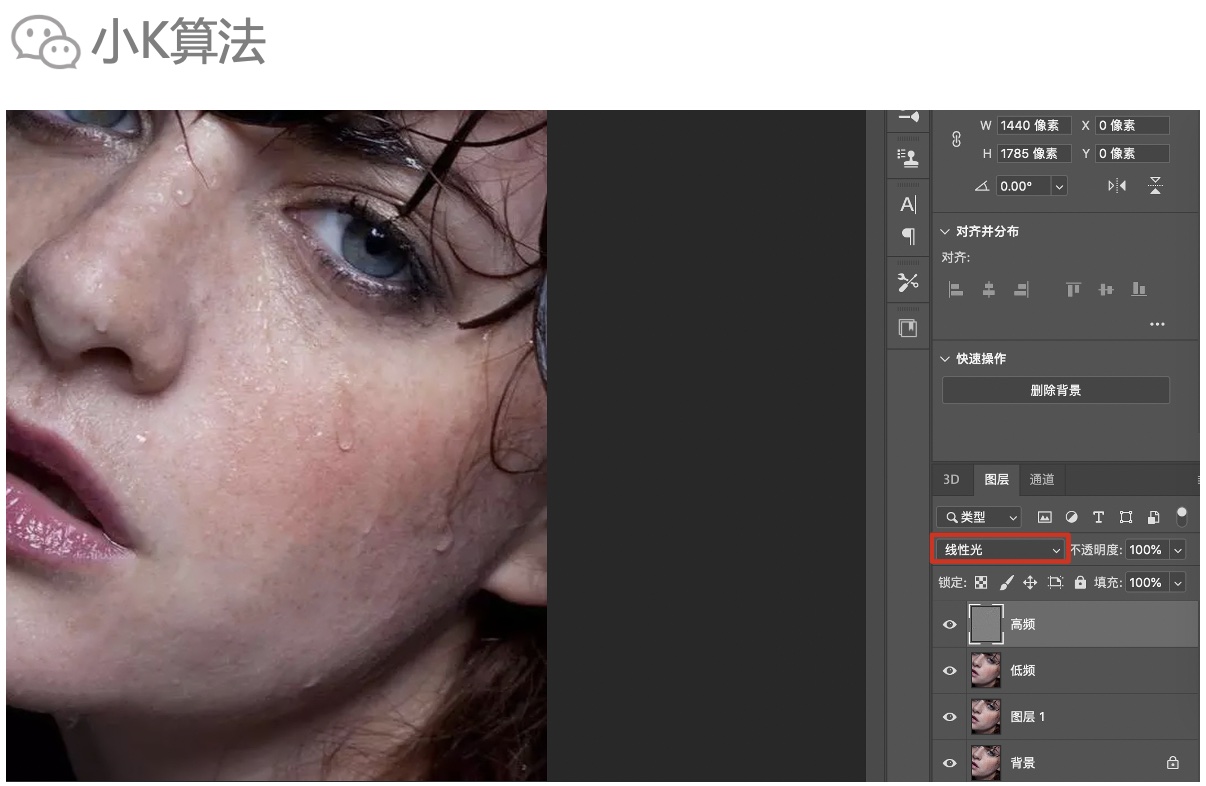 小K算法
W 1440 像素 X 0 像素
H 1785 像素 Y 0 像素
0.00°
对齐并分布
对齐:
快速操作
删除背景
3D 图层 通道
类型
线性光 不透明度: 100%
锁定: 填充: 100%
高频
低频
图层 1
背景